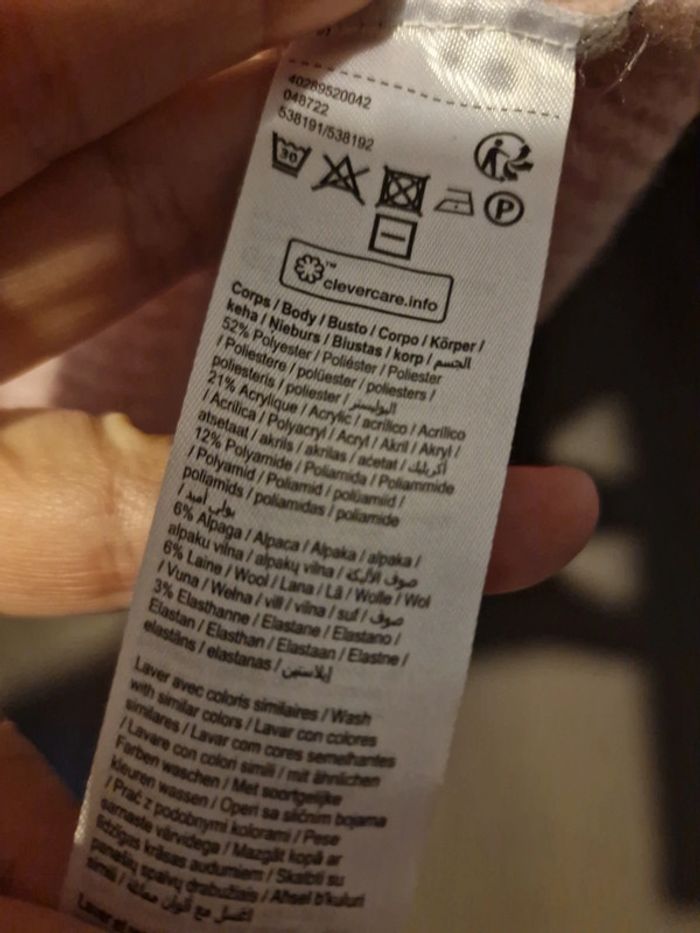 40289520042
048722
538191/538192
30
P
™
clevercare.info
Corps / Body / Busto / Corpo / Körper /
keha / Ņieburs / Biustas / korp / الجسم
52% Polyester / Poliéster / Poliester
/ Poliestere / polüester / poliesters /
poliesteris / poliester / البوليستر
21% Acrylique / Acrylic / acrílico / Acrílico
/ Acrilica / Polyacryl / Acryl / Akril / Akryl /
atsetaat / akrils / akrilas / acetat / أكريليك
12% Polyamide / Poliamida / Poliammide
/ Polyamid / Poliamid / polüamiid /
poliamīds / poliamidas / poliamide
/ بولي أميد
6% Alpaga / Alpaca / Alpaka / alpaka /
alpaku vilna / alpakų vilna / صوف الألبكة
6% Laine / Wool / Lana / Lã / Wolle / Wol
/ Vuna / Wełna / vill / vilna / suf / صوف
3% Elasthanne / Elastane / Elastano /
Elastan / Elasthan / Elastaan / Elastne /
elastāns / elastanas / إيلاستين
Laver avec coloris similaires / Wash
with similar colors / Lavar con colores
similares / Lavar com cores semelhantes
/ Lavare con colori simili / mit ähnlichen
Farben waschen / Met soortgelijke
kleuren wassen / Operi sa sličnim bojama
/ Prać z podobnymi kolorami / Pese
samaste värvidega / Mazgāt kopā ar
līdzīgas krāsas audumiem / Skalbti su
panašių spalvų drabužiais / Ahsel b'kuluri
simili / اغسل مع ألوان مماثلة